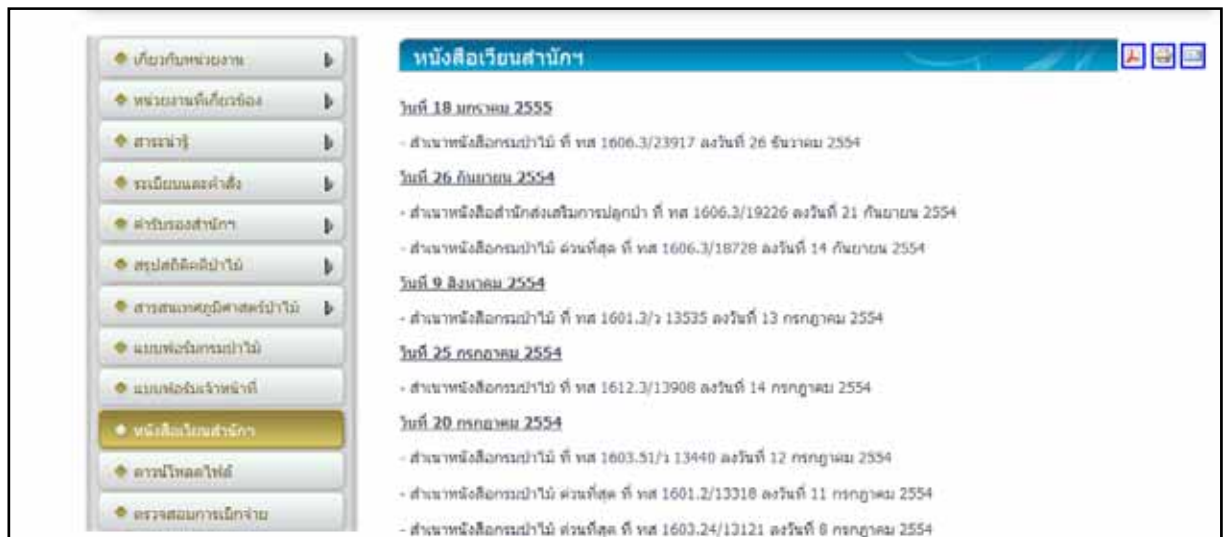 เกี่ยวกับหน่วยงาน
หน่วยงานที่เกี่ยวข้อง
สาระน่ารู้
ระเบียบและคำสั่ง
คำรับรองสำนักฯ
สรุปสถิติคดีป่าไม้
สารสนเทศภูมิศาสตร์ป่าไม้
แบบฟอร์มกรมป่าไม้
แบบฟอร์มเจ้าหน้าที่
หนังสือเวียนสำนักฯ
ดาวน์โหลดไฟล์
ตรวจสอบการเบิกจ่าย
หนังสือเวียนสำนักฯ
วันที่ 18 มกราคม 2555
- สำเนาหนังสือกรมป่าไม้ ที่ ทส 1606.3/23917 ลงวันที่ 26 ธันวาคม 2554
วันที่ 26 กันยายน 2554
- สำเนาหนังสือสำนักส่งเสริมการปลูกป่า ที่ ทส 1606.3/19226 ลงวันที่ 21 กันยายน 2554
- สำเนาหนังสือกรมป่าไม้ ด่วนที่สุด ที่ ทส 1606.3/18728 ลงวันที่ 14 กันยายน 2554
วันที่ 9 สิงหาคม 2554
- สำเนาหนังสือกรมป่าไม้ ที่ ทส 1601.2/ว 13535 ลงวันที่ 13 กรกฎาคม 2554
วันที่ 25 กรกฎาคม 2554
- สำเนาหนังสือกรมป่าไม้ ที่ ทส 1612.3/13908 ลงวันที่ 14 กรกฎาคม 2554
วันที่ 20 กรกฎาคม 2554
- สำเนาหนังสือกรมป่าไม้ ที่ ทส 1603.51/ว 13440 ลงวันที่ 12 กรกฎาคม 2554
- สำเนาหนังสือกรมป่าไม้ ด่วนที่สุด ที่ ทส 1601.2/13318 ลงวันที่ 11 กรกฎาคม 2554
- สำเนาหนังสือกรมป่าไม้ ด่วนที่สุด ที่ ทส 1603.24/13121 ลงวันที่ 8 กรกฎาคม 2554